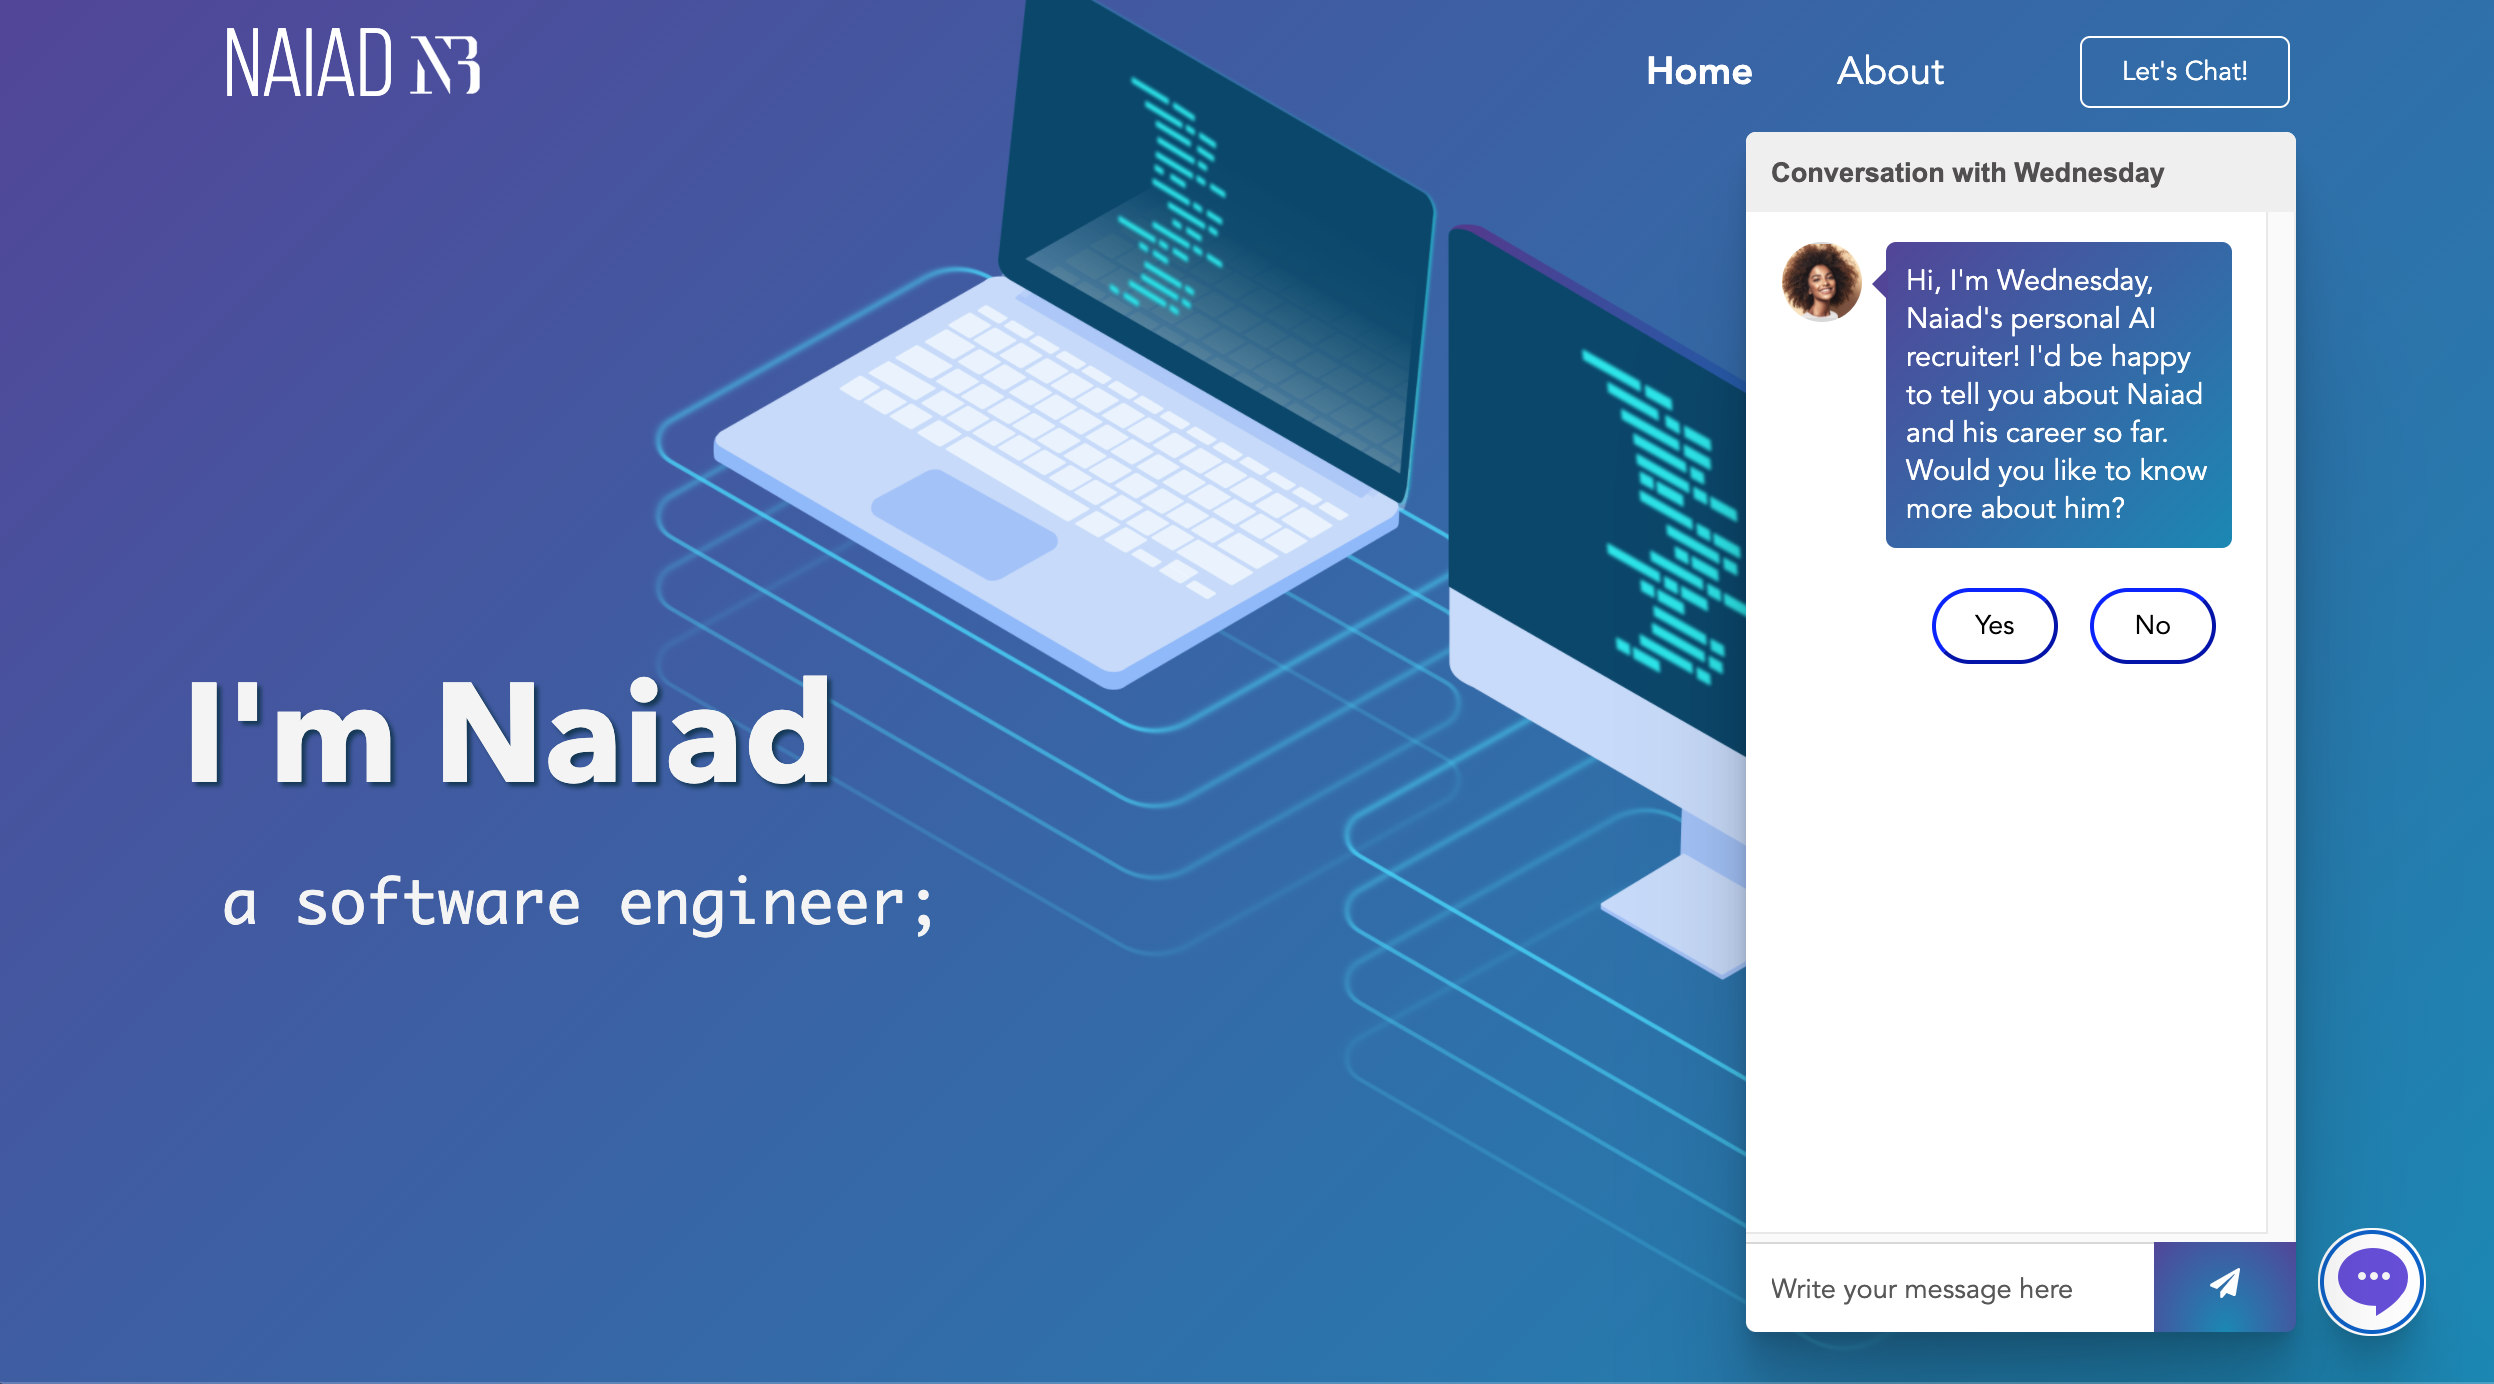 NAIAD NB
Home
About
Let's Chat!
Conversation with Wednesday
Hi, I'm Wednesday,
Naiad's personal AI
recruiter! I'd be happy
to tell you about Naiad
and his career so far.
Would you like to know
more about him?
Yes
No
I'm Naiad
a software engineer;
Write your message here